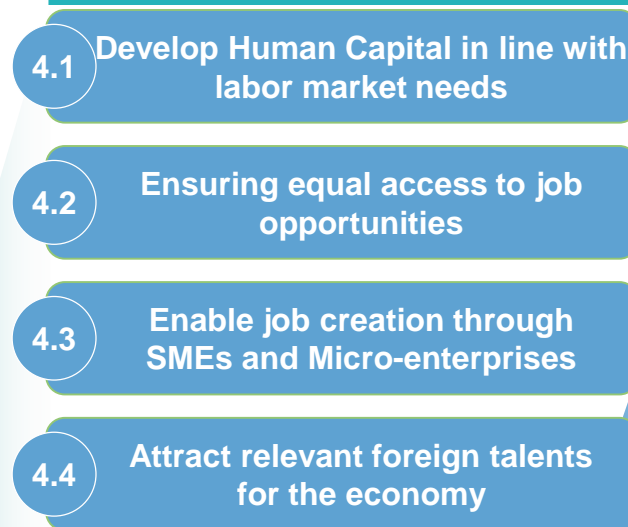 4.1
Develop Human Capital in line with
labor market needs
4.2
Ensuring equal access to job
opportunities
4.3
Enable job creation through
SMEs and Micro-enterprises
4.4
Attract relevant foreign talents
for the economy